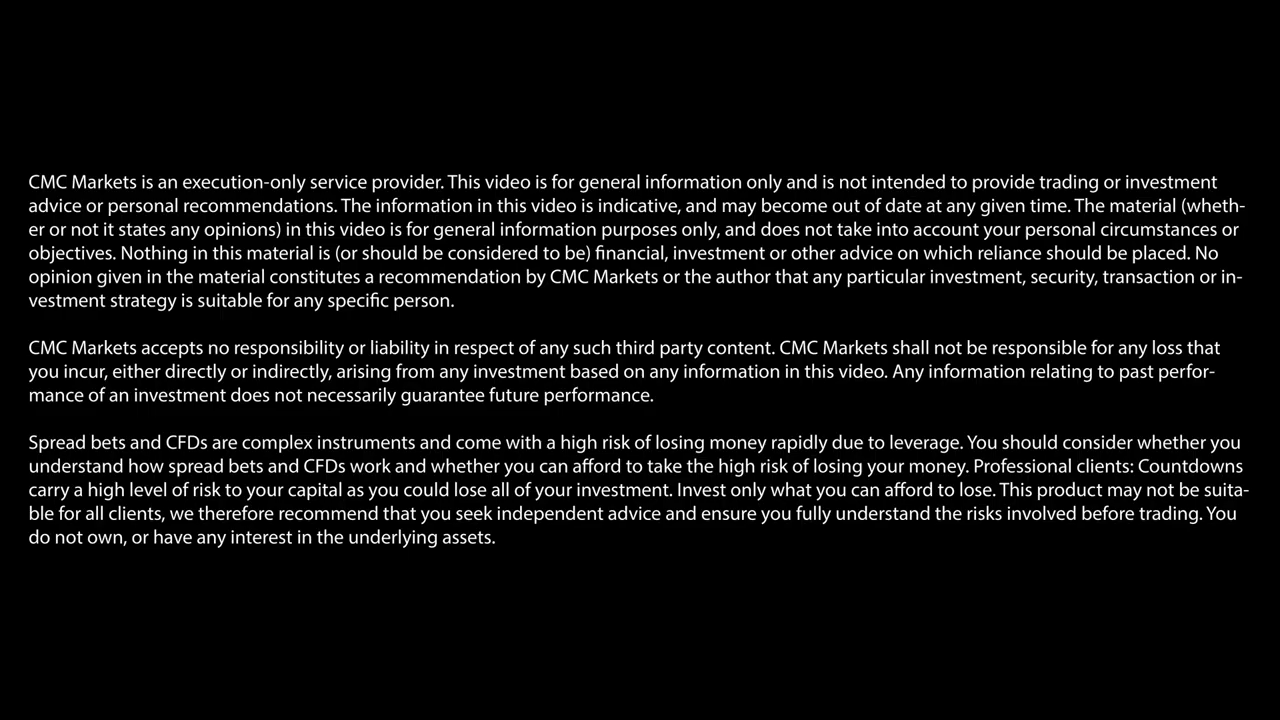 CMC Markets is an execution-only service provider. This video is for general information only and is not intended to provide trading or investment
advice or personal recommendations. The information in this video is indicative, and may become out of date at any given time. The material (wheth-
er or not it states any opinions) in this video is for general information purposes only, and does not take into account your personal circumstances or
objectives. Nothing in this material is (or should be considered to be) financial, investment or other advice on which reliance should be placed. No
opinion given in the material constitutes a recommendation by CMC Markets or the author that any particular investment, security, transaction or in-
vestment strategy is suitable for any specific person.
CMC Markets accepts no responsibility or liability in respect of any such third party content. CMC Markets shall not be responsible for any loss that
you incur, either directly or indirectly, arising from any investment based on any information in this video. Any information relating to past perfor-
mance of an investment does not necessarily guarantee future performance.
Spread bets and CFDs are complex instruments and come with a high risk of losing money rapidly due to leverage. You should consider whether you
understand how spread bets and CFDs work and whether you can afford to take the high risk of losing your money. Professional clients: Countdowns
carry a high level of risk to your capital as you could lose all of your investment. Invest only what you can afford to lose. This product may not be suita-
ble for all clients, we therefore recommend that you seek independent advice and ensure you fully understand the risks involved before trading. You
do not own, or have any interest in the underlying assets.